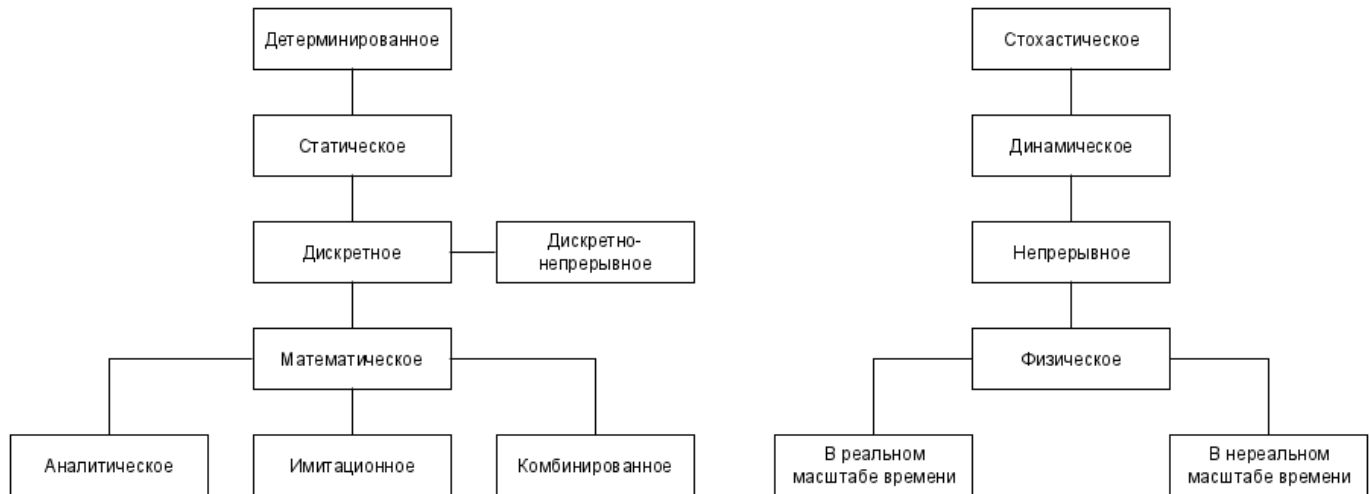 Детерминированное
Стохастическое
Статическое
Динамическое
Дискретное
Дискретно-
непрерывное
Непрерывное
Математическое
Физическое
Аналитическое
Имитационное
Комбинированное
В реальном
масштабе времени
В нереальном
масштабе времени